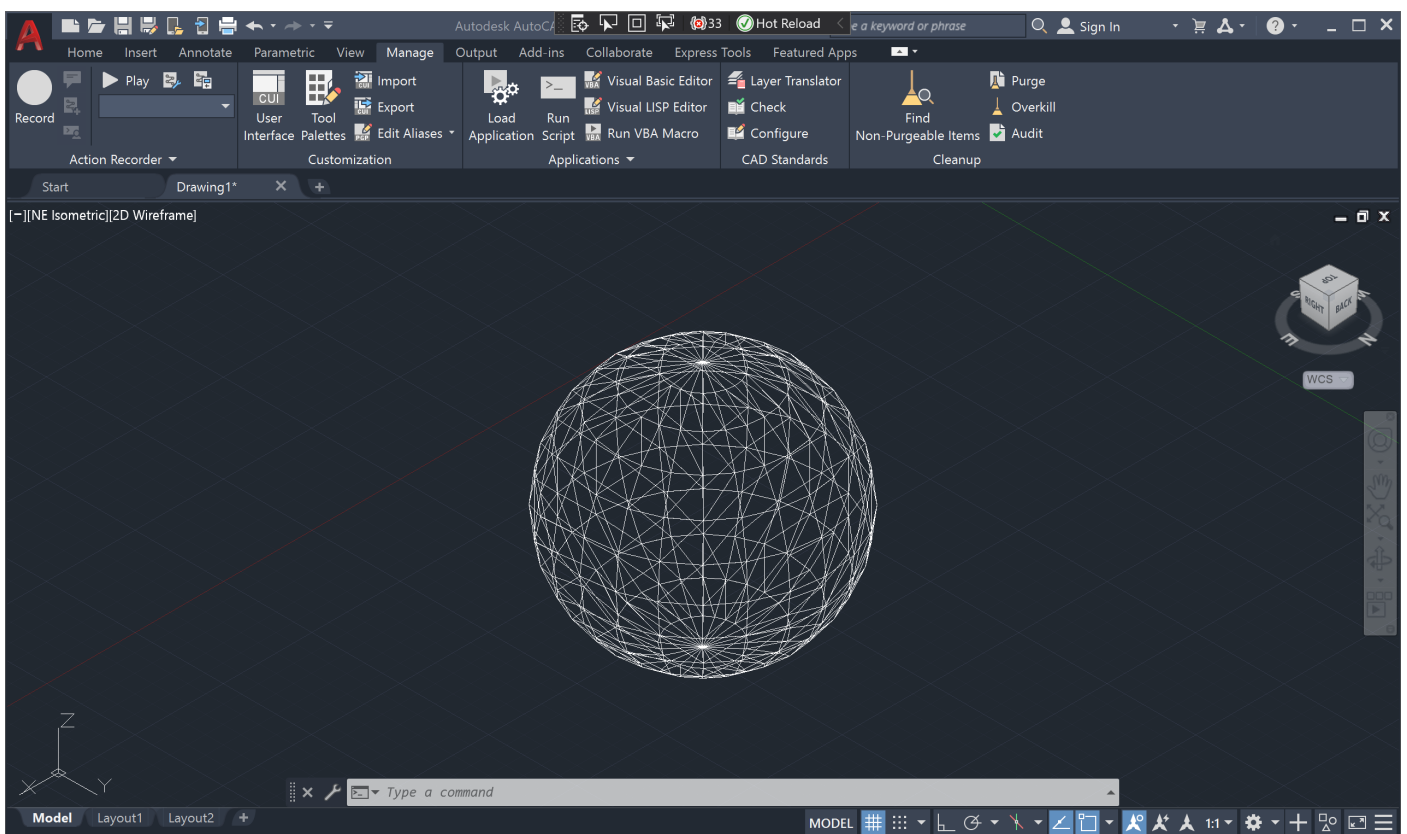 Autodesk AutoCA 33 Hot Reload e a keyword or phrase Sign In
Home Insert Annotate Parametric View Manage Output Add-ins Collaborate Express Tools Featured Apps
Record
Play
CUI
User
Interface
Tool
Palettes
Import
Export
Edit Aliases
Load
Application
Run
Script
Visual Basic Editor
Visual LISP Editor
Run VBA Macro
Layer Translator
Check
Configure
Find
Non-Purgeable Items
Purge
Overkill
Audit
Action Recorder Customization Applications CAD Standards Cleanup
Start Drawing1*
[−][NE Isometric][2D Wireframe]
TOP
RIGHT BACK
S E N
WCS
Z
X Y
Type a command
Model Layout1 Layout2 MODEL 1:1